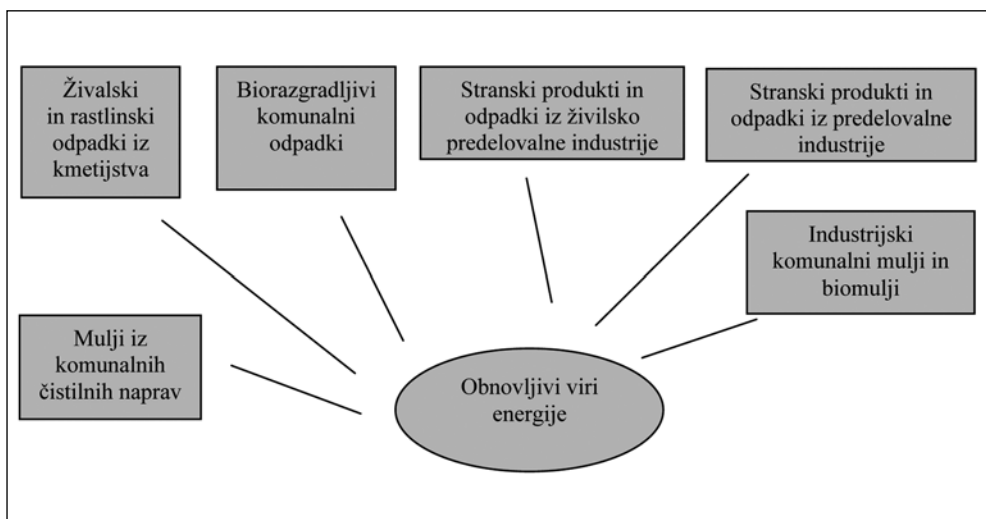 Živalski
in rastlinski
odpadki iz
kmetijstva
Biorazgradljivi
komunalni
odpadki
Stranski produkti in
odpadki iz živilsko
predelovalne industrije
Stranski produkti in
odpadki iz predelovalne
industrije
Industrijski
komunalni mulji in
biomulji
Mulji iz
komunalnih
čistilnih naprav
Obnovljivi viri
energije